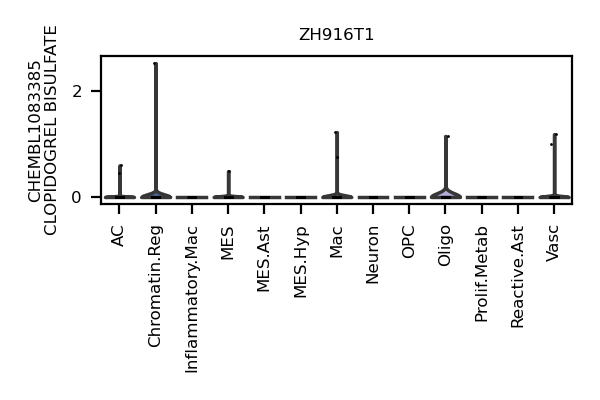 ZH916T1
CHEMBL1083385
CLOPIDOGREL BISULFATE
2
0
AC
Chromatin.Reg
Inflammatory.Mac
MES
MES.Ast
MES.Hyp
Mac
Neuron
OPC
Oligo
Prolif.Metab
Reactive.Ast
Vasc